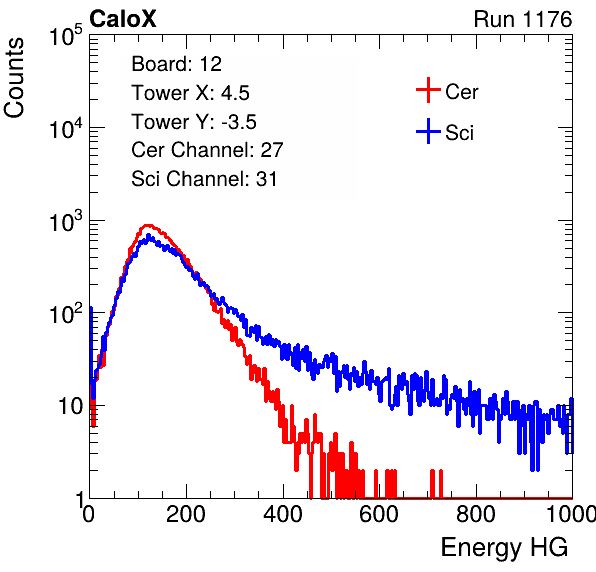 CaloX Run 1176
Counts
10^5
10^4
10^3
10^2
10
1
Board: 12
Tower X: 4.5
Tower Y: -3.5
Cer Channel: 27
Sci Channel: 31
Cer
Sci
0 200 400 600 800 1000
Energy HG